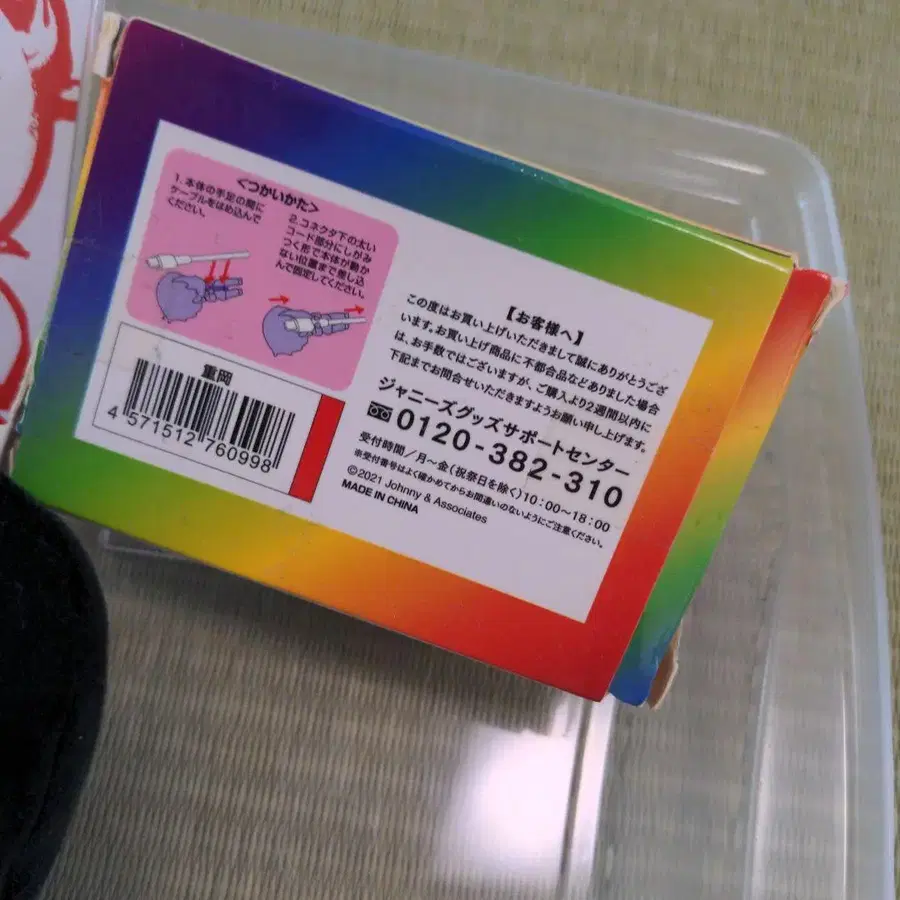 <つかいかた>
1.本体の手足の間に
ケーブルをはめ込んで
ください。
2.コネクタ下の太い
コード部分にしがみ
つく形で本体が動か
ない位置まで差し込
んで固定してください。
重岡
4 571512 760998
【お客様へ】
この度はお買い上げいただきまして誠にありがとうござ
います。お買い上げ商品に不都合品などありました場合
は、お手数ではございますが、ご購入より2週間以内に
下記までお問合せいただきますようお願い申し上げます。
ジャニーズグッズサポートセンター
0120-382-310
受付時間/月～金(祝祭日を除く)10:00～18:00
※受付番号はよく確かめてからお間違いのないようにご注意ください。
©2021 Johnny & Associates
MADE IN CHINA